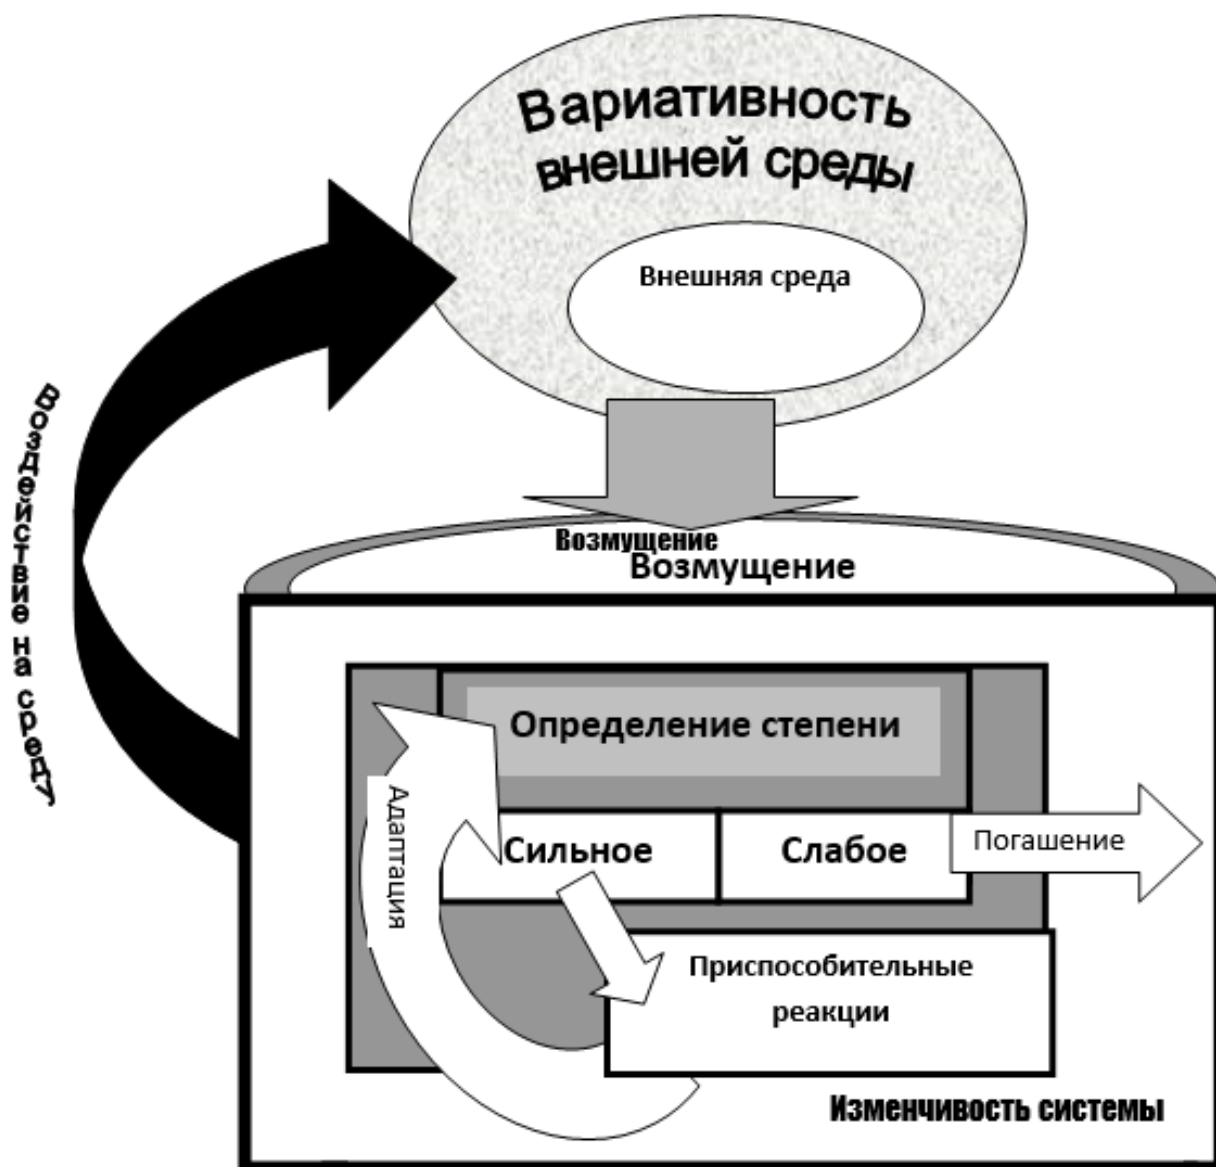 Вариативность
внешней среды
Внешняя среда
Воздействие на среду
Возмущение
Возмущение
Определение степени
Адаптация
Сильное
Слабое
Погашение
Приспособительные
реакции
Изменчивость системы